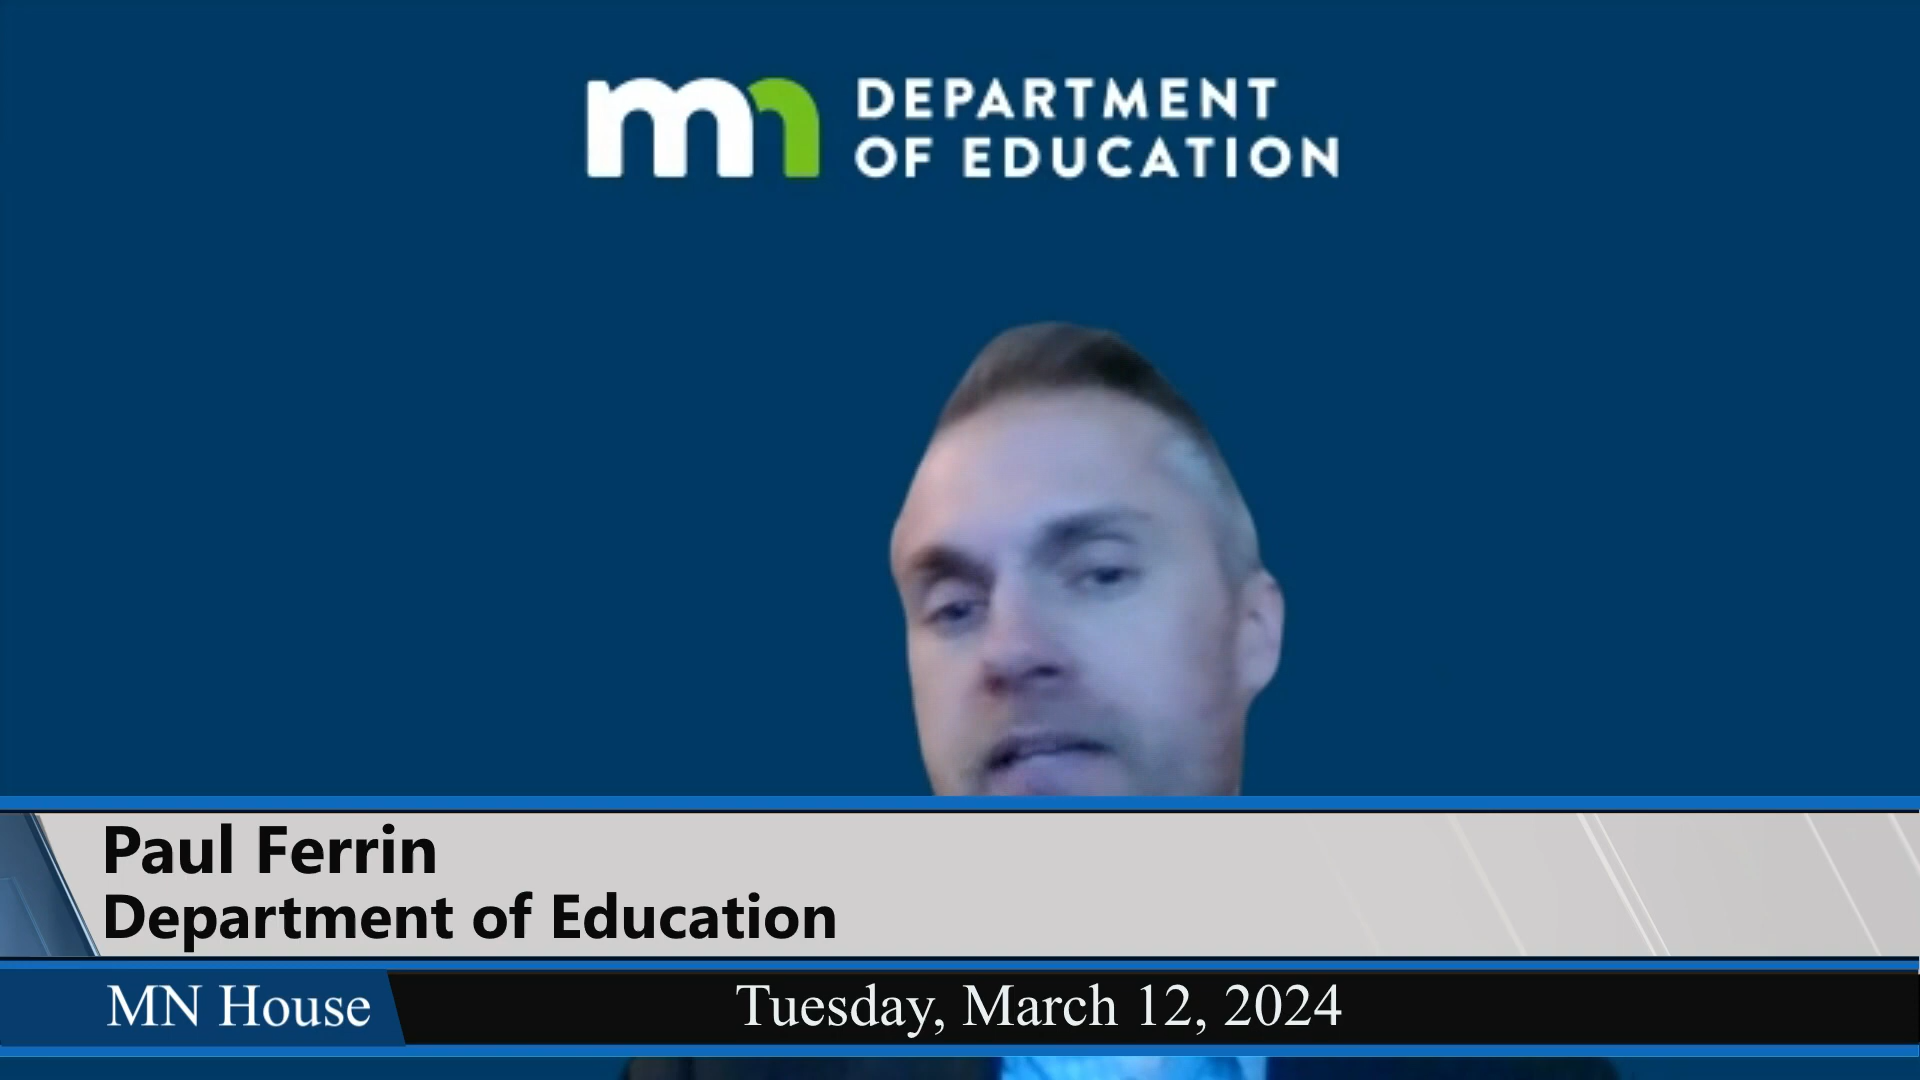 mn
DEPARTMENT
OF EDUCATION
Paul Ferrin
Department of Education
MN House
Tuesday, March 12, 2024